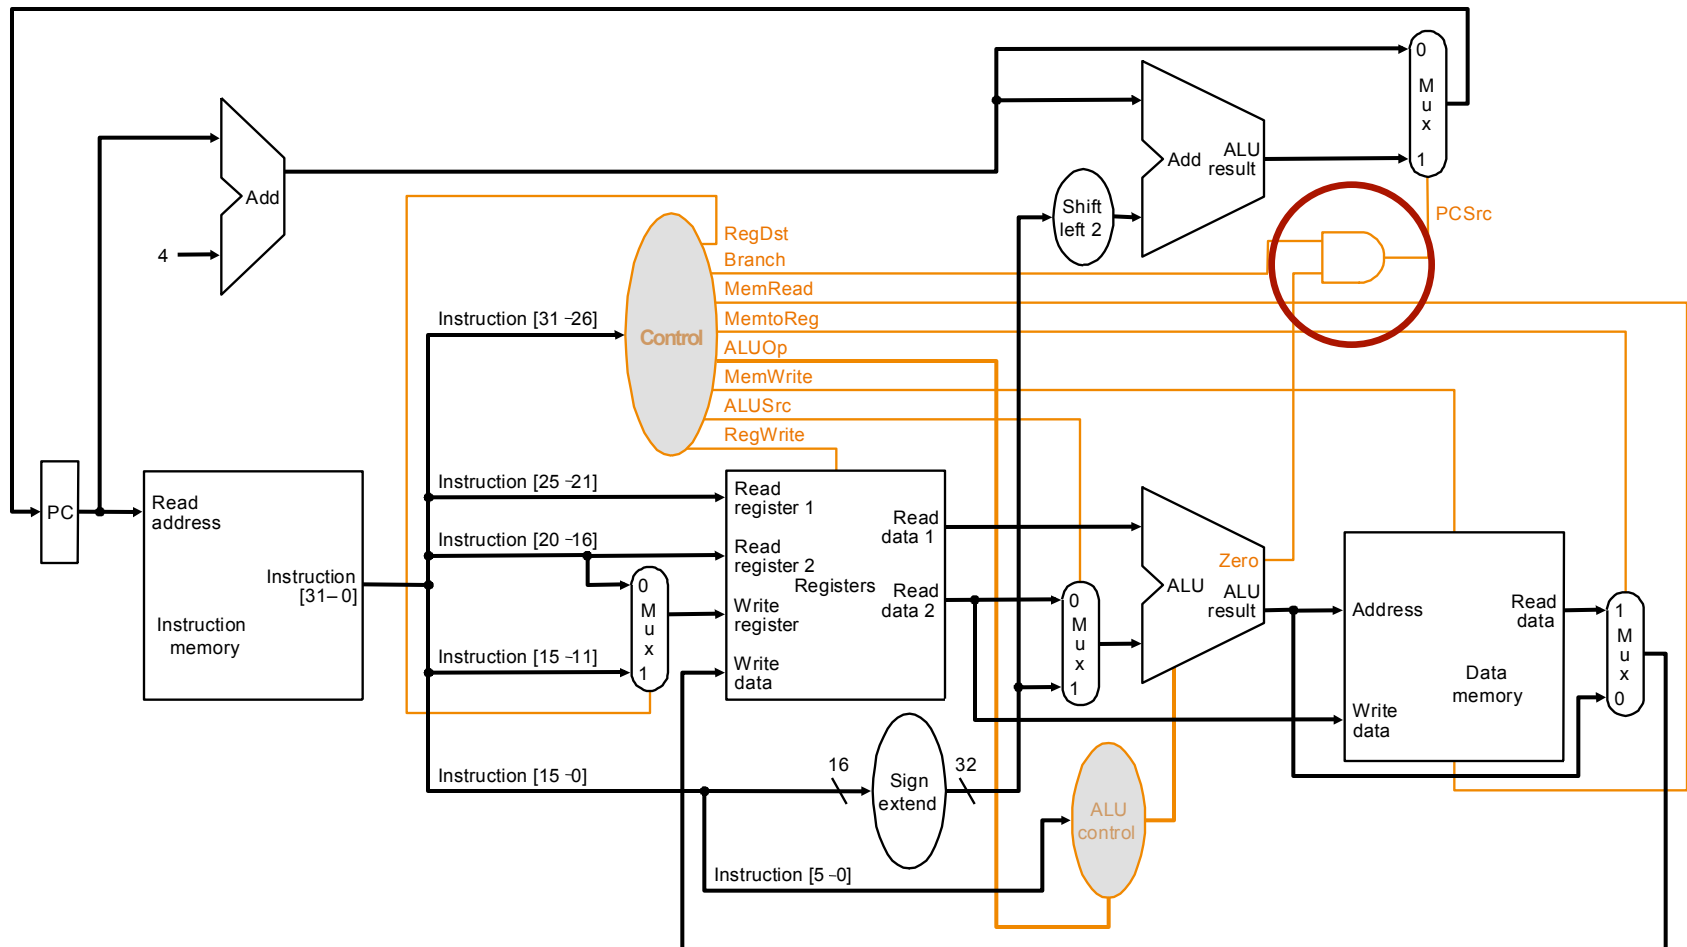 0
M
u
x
1
Add
ALU
result
Add
4
Shift
left 2
PCSrc
RegDst
Branch
MemRead
MemtoReg
ALUOp
MemWrite
ALUSrc
RegWrite
Control
Instruction [31–26]
Instruction [25–21]
Instruction [20–16]
Instruction [15–11]
Instruction [15–0]
Instruction [5–0]
PC
Read
address
Instruction
[31–0]
Instruction
memory
0
M
u
x
1
Read
register 1
Read
register 2
Write
register
Write
data
Registers
Read
data 1
Read
data 2
0
M
u
x
1
Zero
ALU
ALU
result
Address
Write
data
Read
data
Data
memory
1
M
u
x
0
16
Sign
extend
32
ALU
control